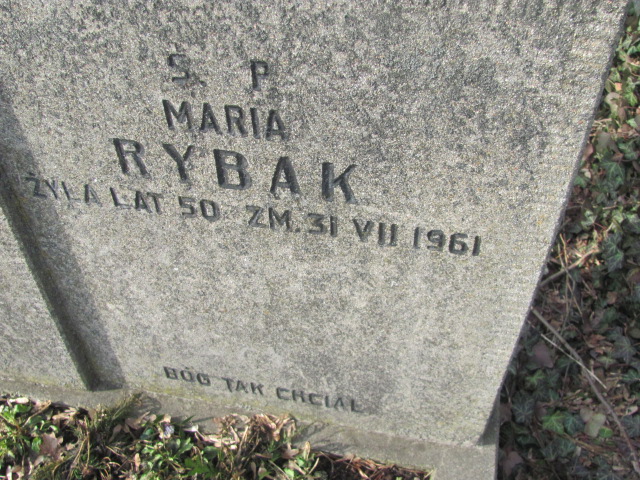 Ś. P
MARIA
RYBAK
ŻYŁA LAT 50 ZM. 31 VII 1961
BÓG TAK CHCIAŁ